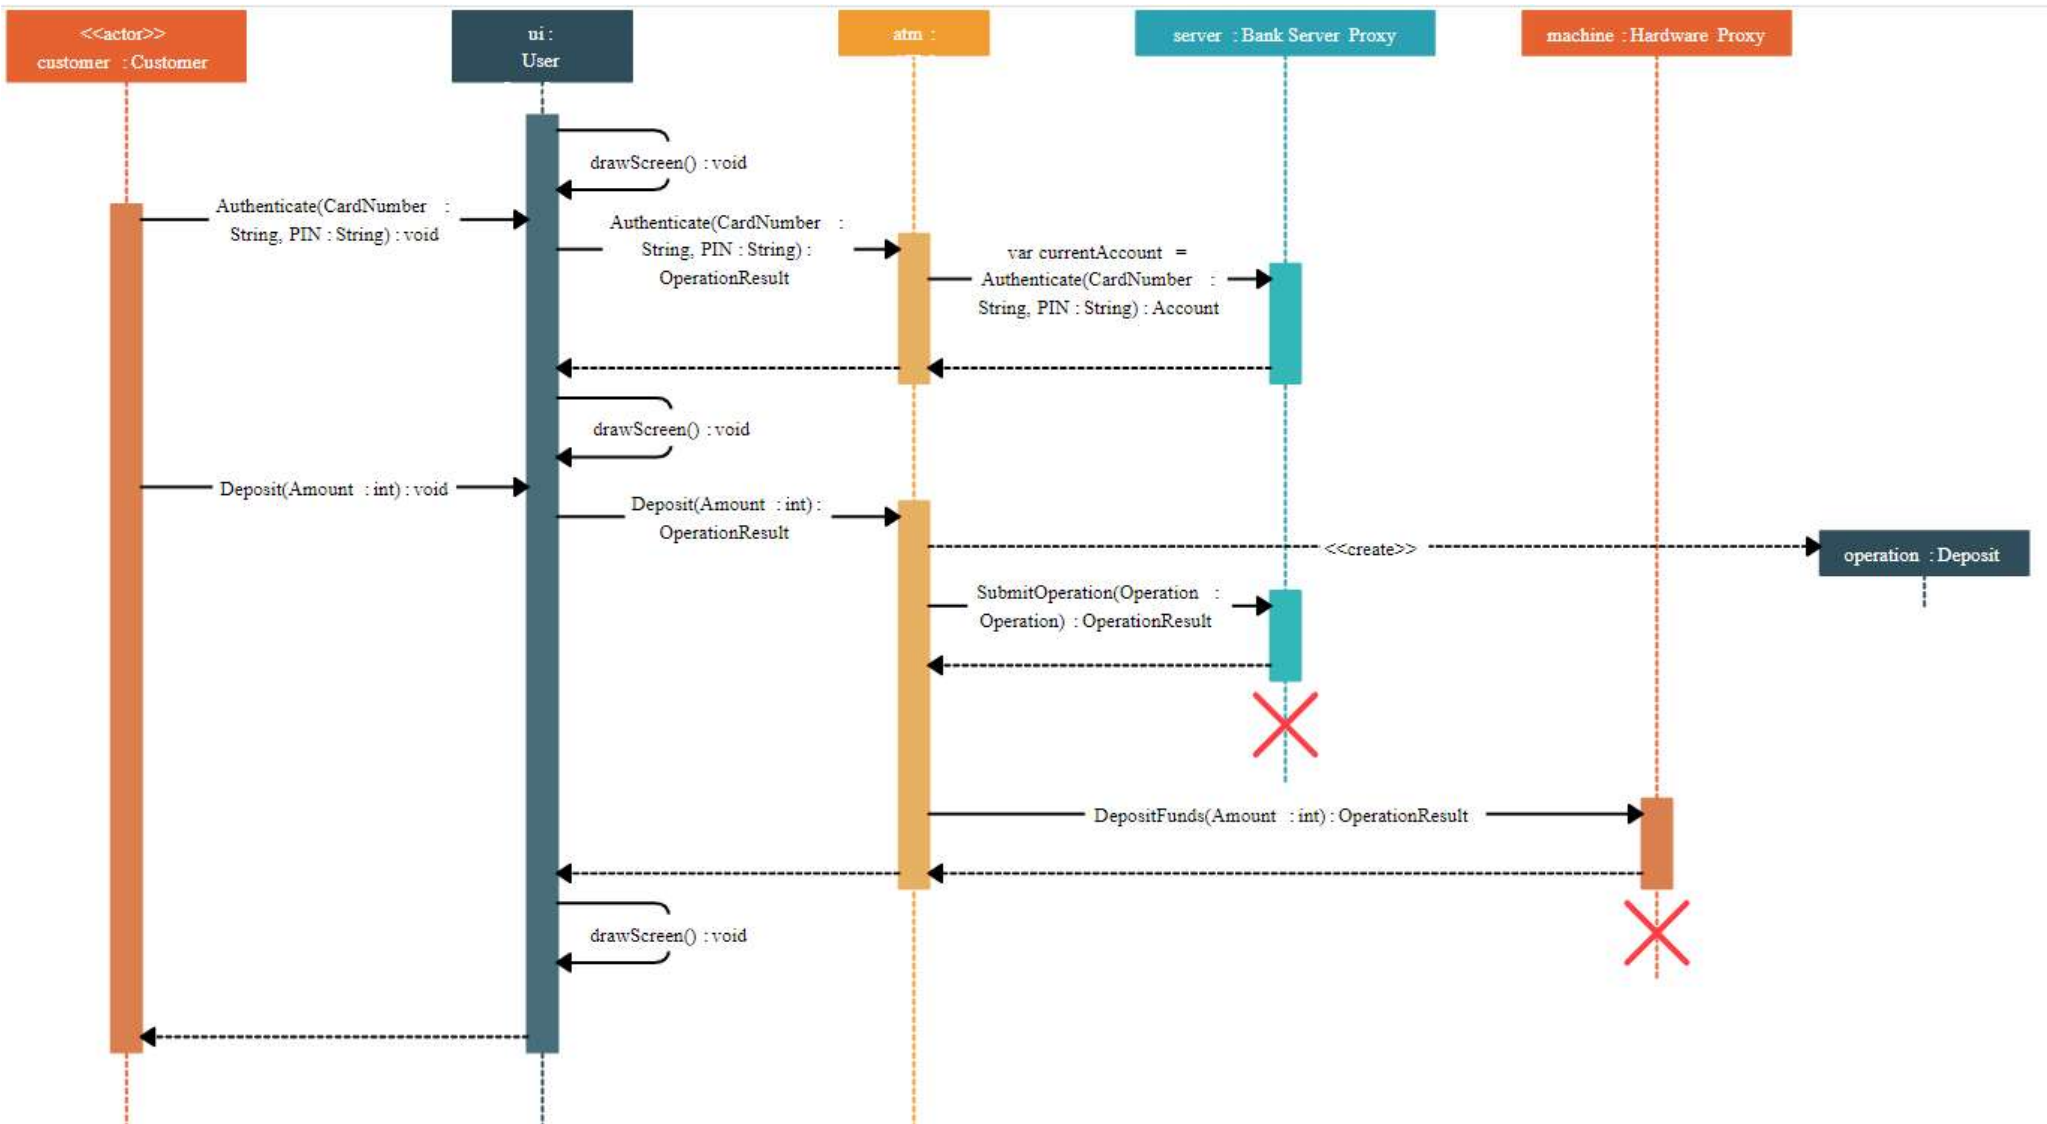 <<actor>>
customer : Customer
ui :
User
atm :
server : Bank Server Proxy
machine : Hardware Proxy
drawScreen() : void
Authenticate(CardNumber :
String, PIN : String) : void
Authenticate(CardNumber :
String, PIN : String) :
OperationResult
var currentAccount =
Authenticate(CardNumber :
String, PIN : String) : Account
drawScreen() : void
Deposit(Amount : int) : void
Deposit(Amount : int) :
OperationResult
<<create>>
operation : Deposit
SubmitOperation(Operation :
Operation) : OperationResult
DepositFunds(Amount : int) : OperationResult
drawScreen() : void